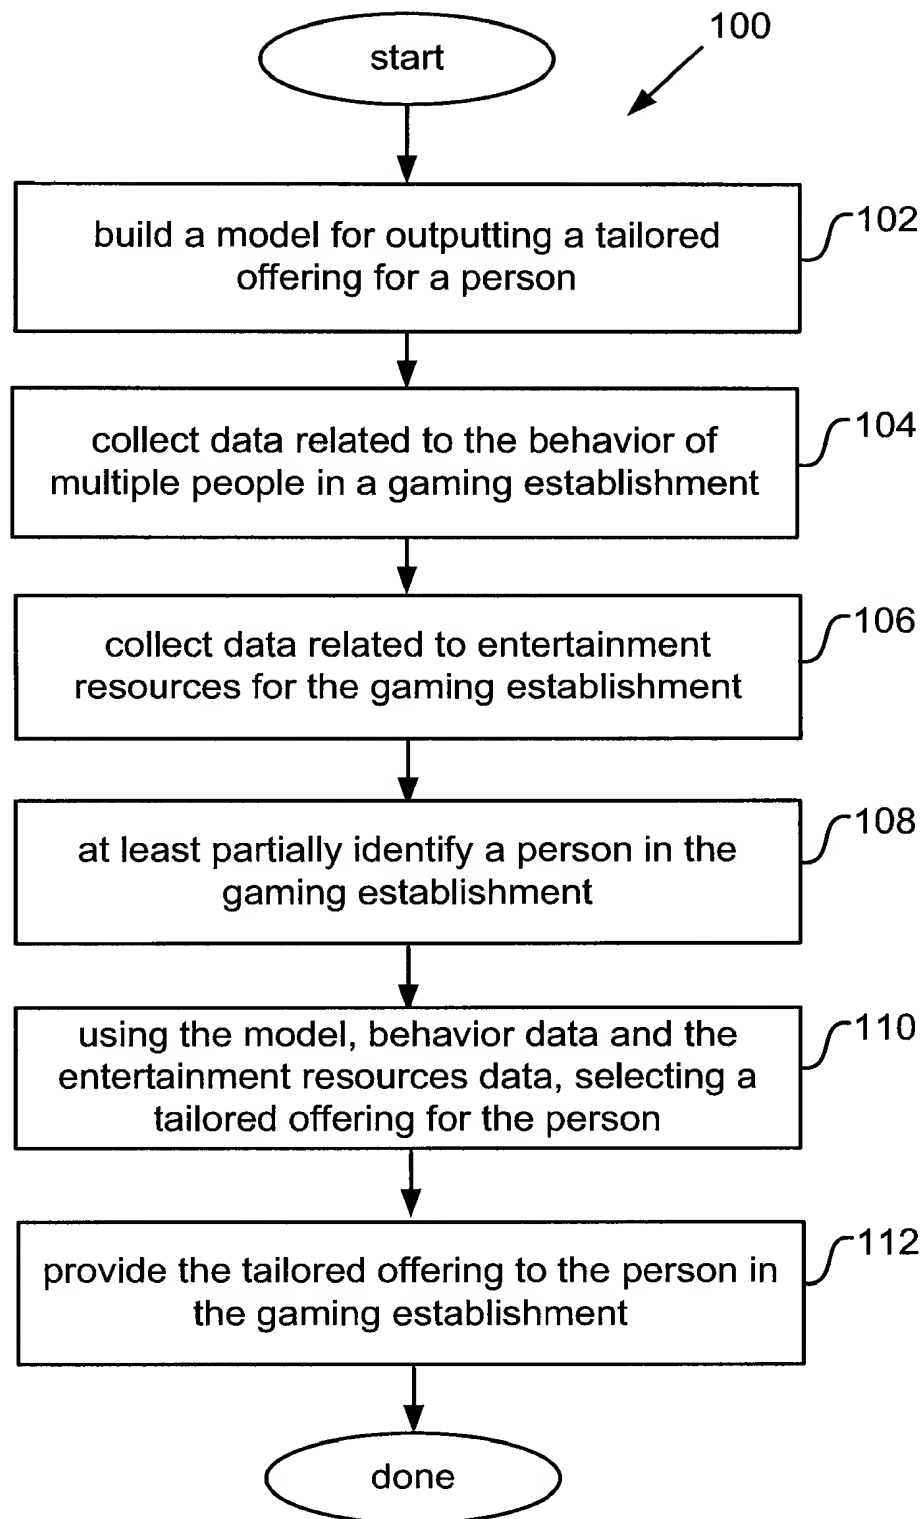 start
100
build a model for outputting a tailored
offering for a person
102
collect data related to the behavior of
multiple people in a gaming establishment
104
collect data related to entertainment
resources for the gaming establishment
106
at least partially identify a person in the
gaming establishment
108
using the model, behavior data and the
entertainment resources data, selecting a
tailored offering for the person
110
provide the tailored offering to the person in
the gaming establishment
112
done